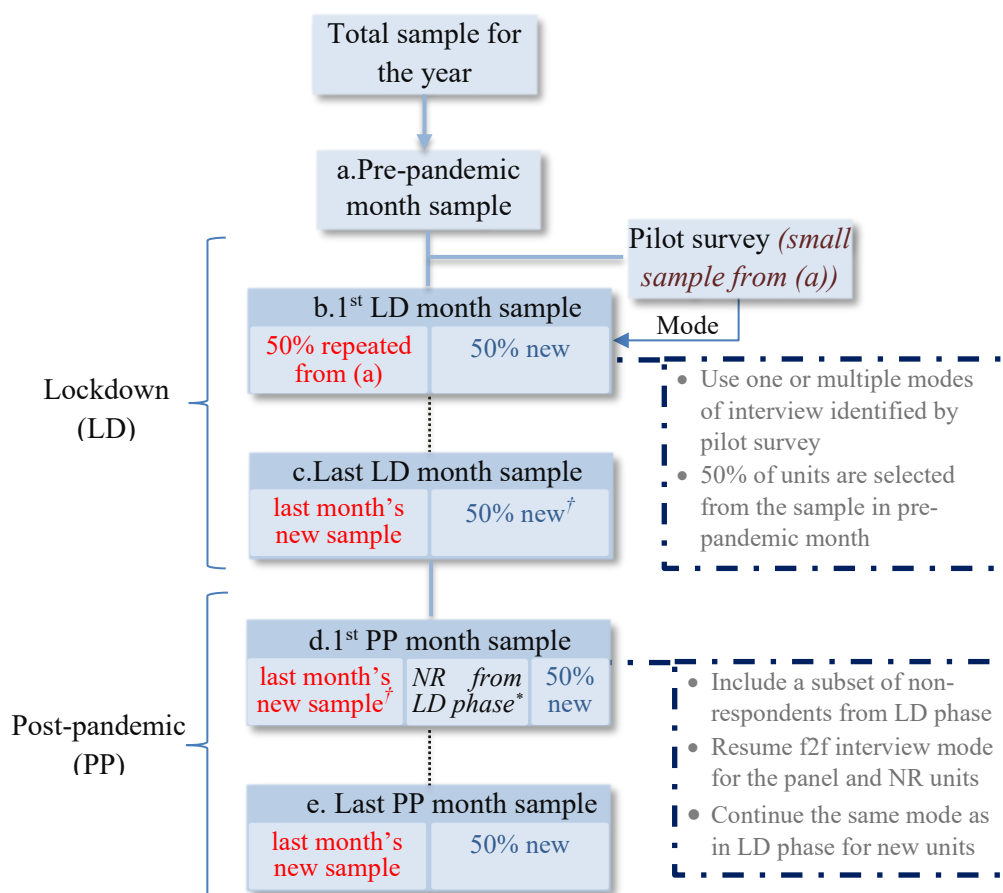 Total sample for
the year
a.Pre-pandemic
month sample
Pilot survey (small
sample from (a))
Mode
Lockdown
(LD)
b.1st LD month sample
50% repeated
from (a)
50% new
• Use one or multiple modes
of interview identified by
pilot survey
• 50% of units are selected
from the sample in pre-
pandemic month
c.Last LD month sample
last month's
new sample
50% new†
Post-pandemic
(PP)
d.1st PP month sample
last month's
new sample†
NR from
LD phase*
50%
new
• Include a subset of non-
respondents from LD phase
• Resume f2f interview mode
for the panel and NR units
• Continue the same mode as
in LD phase for new units
e. Last PP month sample
last month's
new sample
50% new